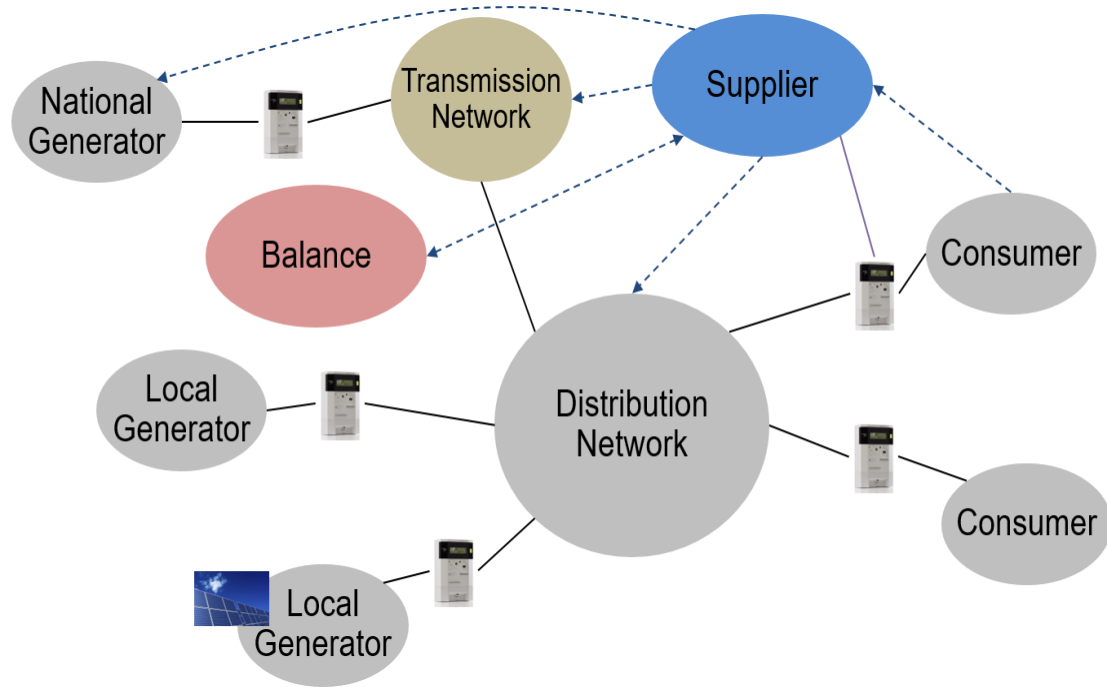 National
Generator
Transmission
Network
Supplier
Balance
Consumer
Local
Generator
Distribution
Network
Consumer
Local
Generator